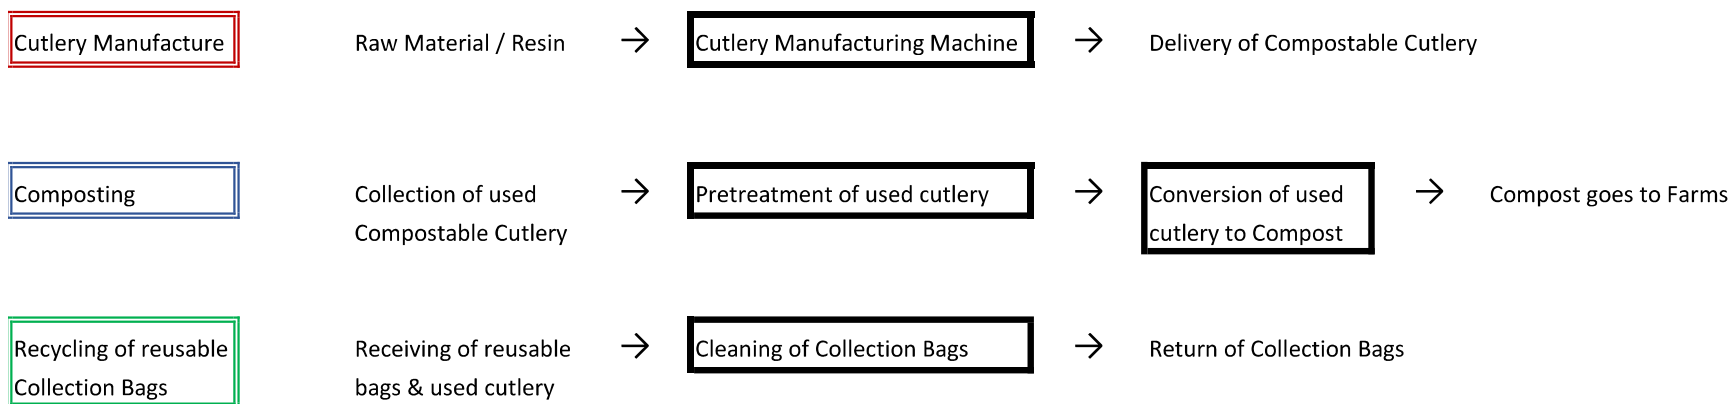 Cutlery Manufacture Raw Material / Resin → Cutlery Manufacturing Machine → Delivery of Compostable Cutlery
Composting Collection of used → Pretreatment of used cutlery → Conversion of used → Compost goes to Farms
Compostable Cutlery cutlery to Compost
Recycling of reusable Receiving of reusable → Cleaning of Collection Bags → Return of Collection Bags
Collection Bags bags & used cutlery